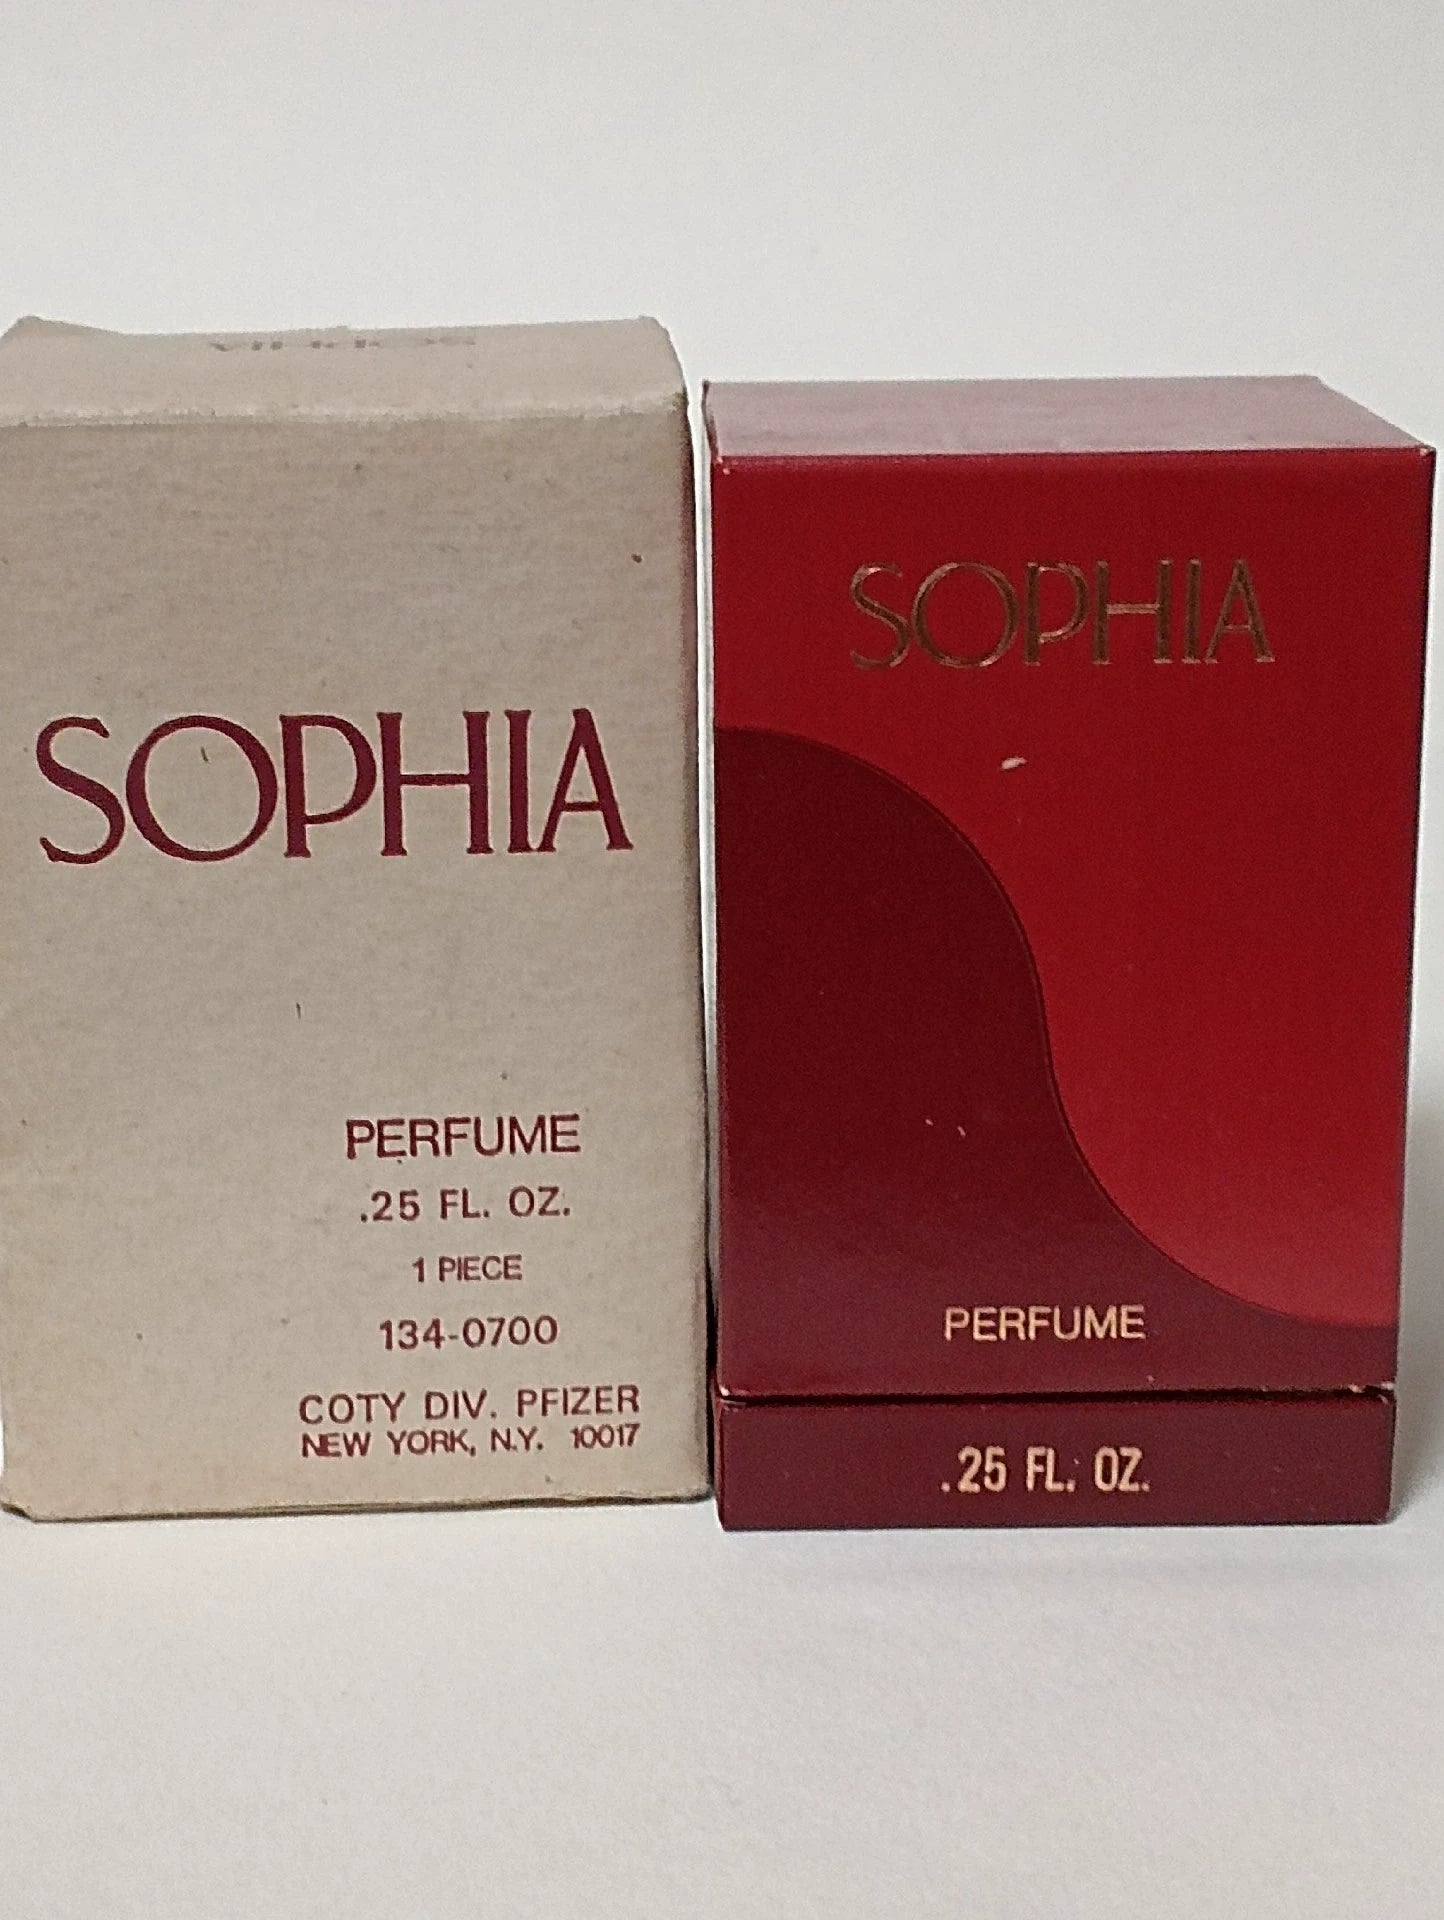 SOPHIA
SOPHIA
PERFUME
.25 FL. OZ.
1 PIECE
134-0700
COTY DIV. PFIZER
NEW YORK, N.Y. 10017
SOPHIA
PERFUME
.25 FL. OZ.